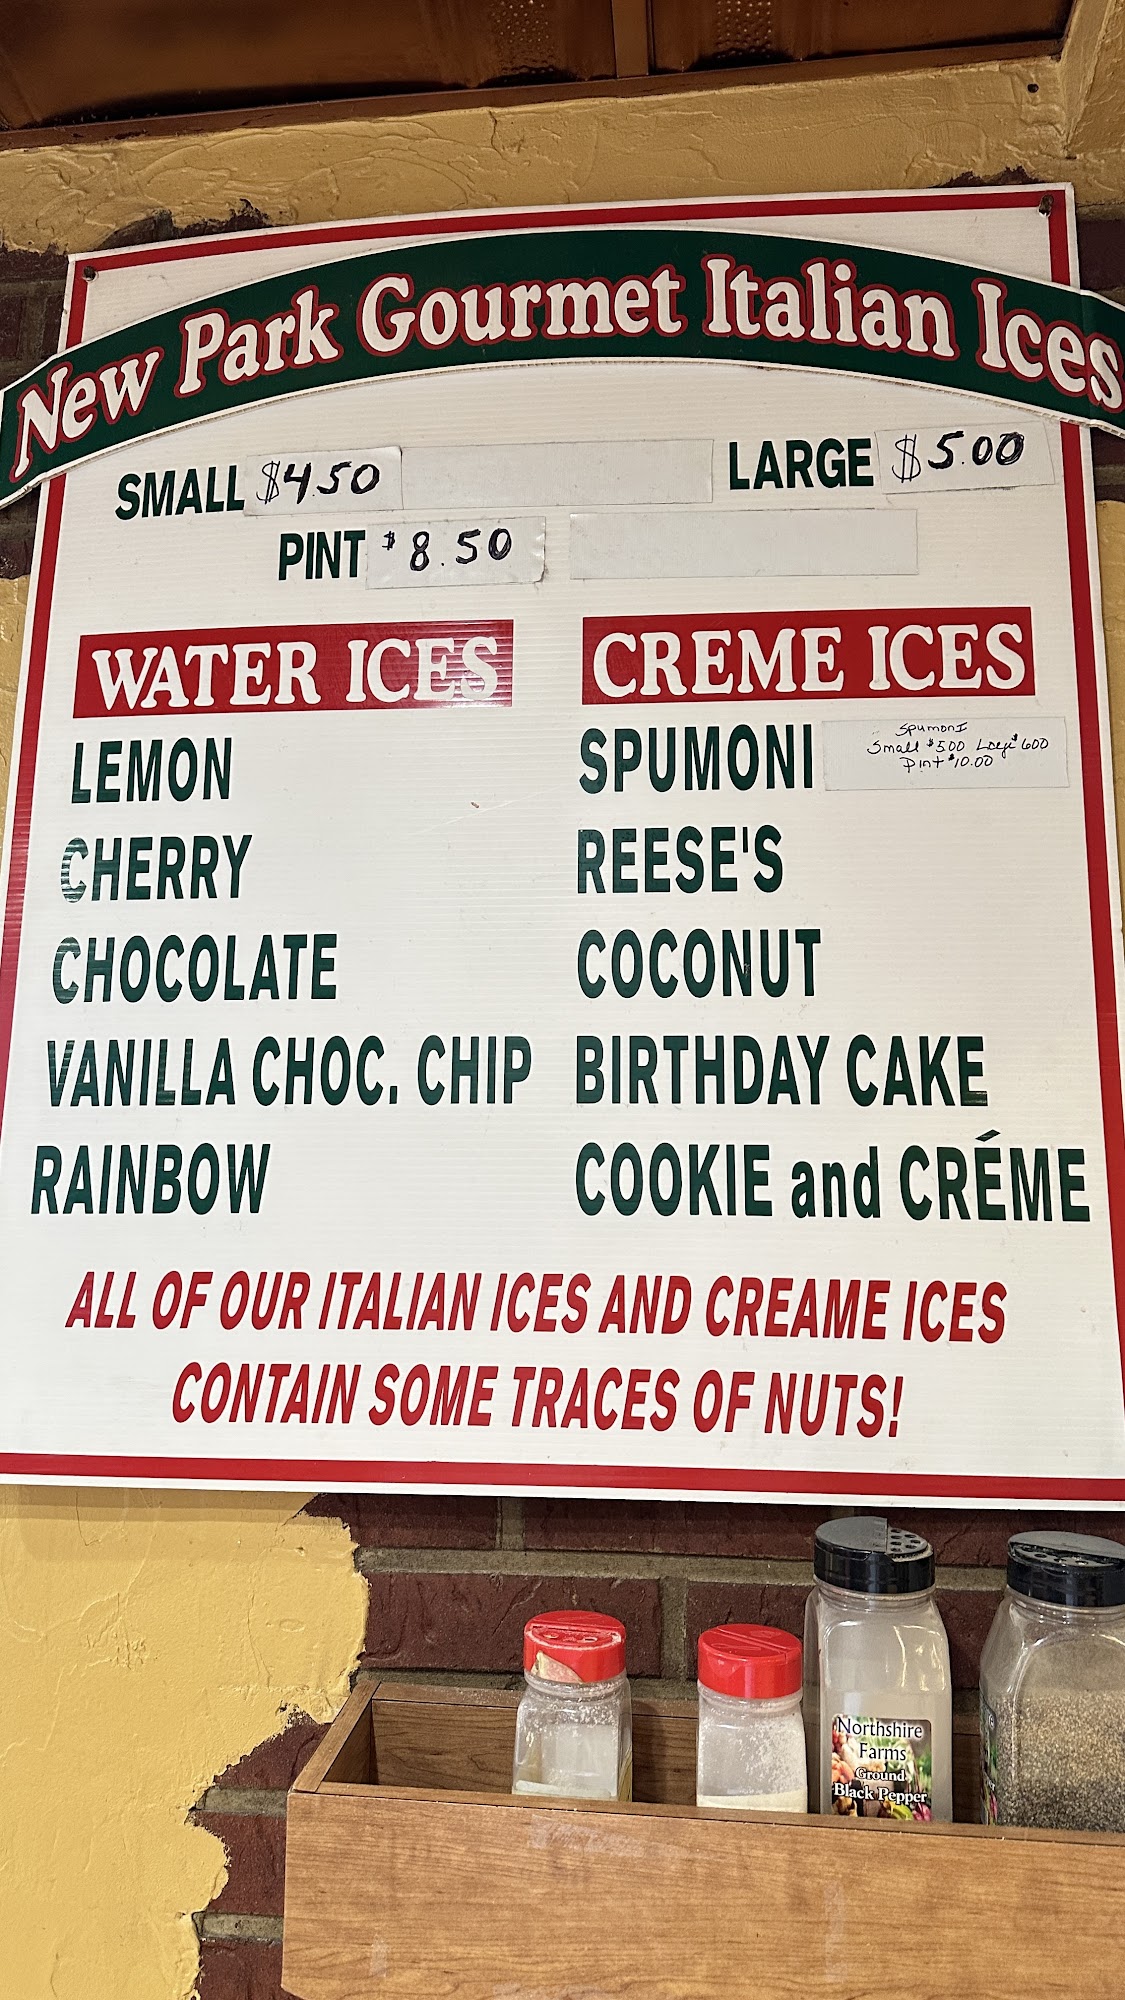 New Park Gourmet Italian Ices
SMALL $4.50 LARGE $5.00
PINT $8.50
WATER ICES
LEMON
CHERRY
CHOCOLATE
VANILLA CHOC. CHIP
RAINBOW
CREME ICES
SPUMONI
SpumonI
Small $5.00 Large $6.00
Pint $10.00
REESE'S
COCONUT
BIRTHDAY CAKE
COOKIE and CRÉME
ALL OF OUR ITALIAN ICES AND CREAME ICES
CONTAIN SOME TRACES OF NUTS!
Northshire
Farms
Ground
Black Pepper